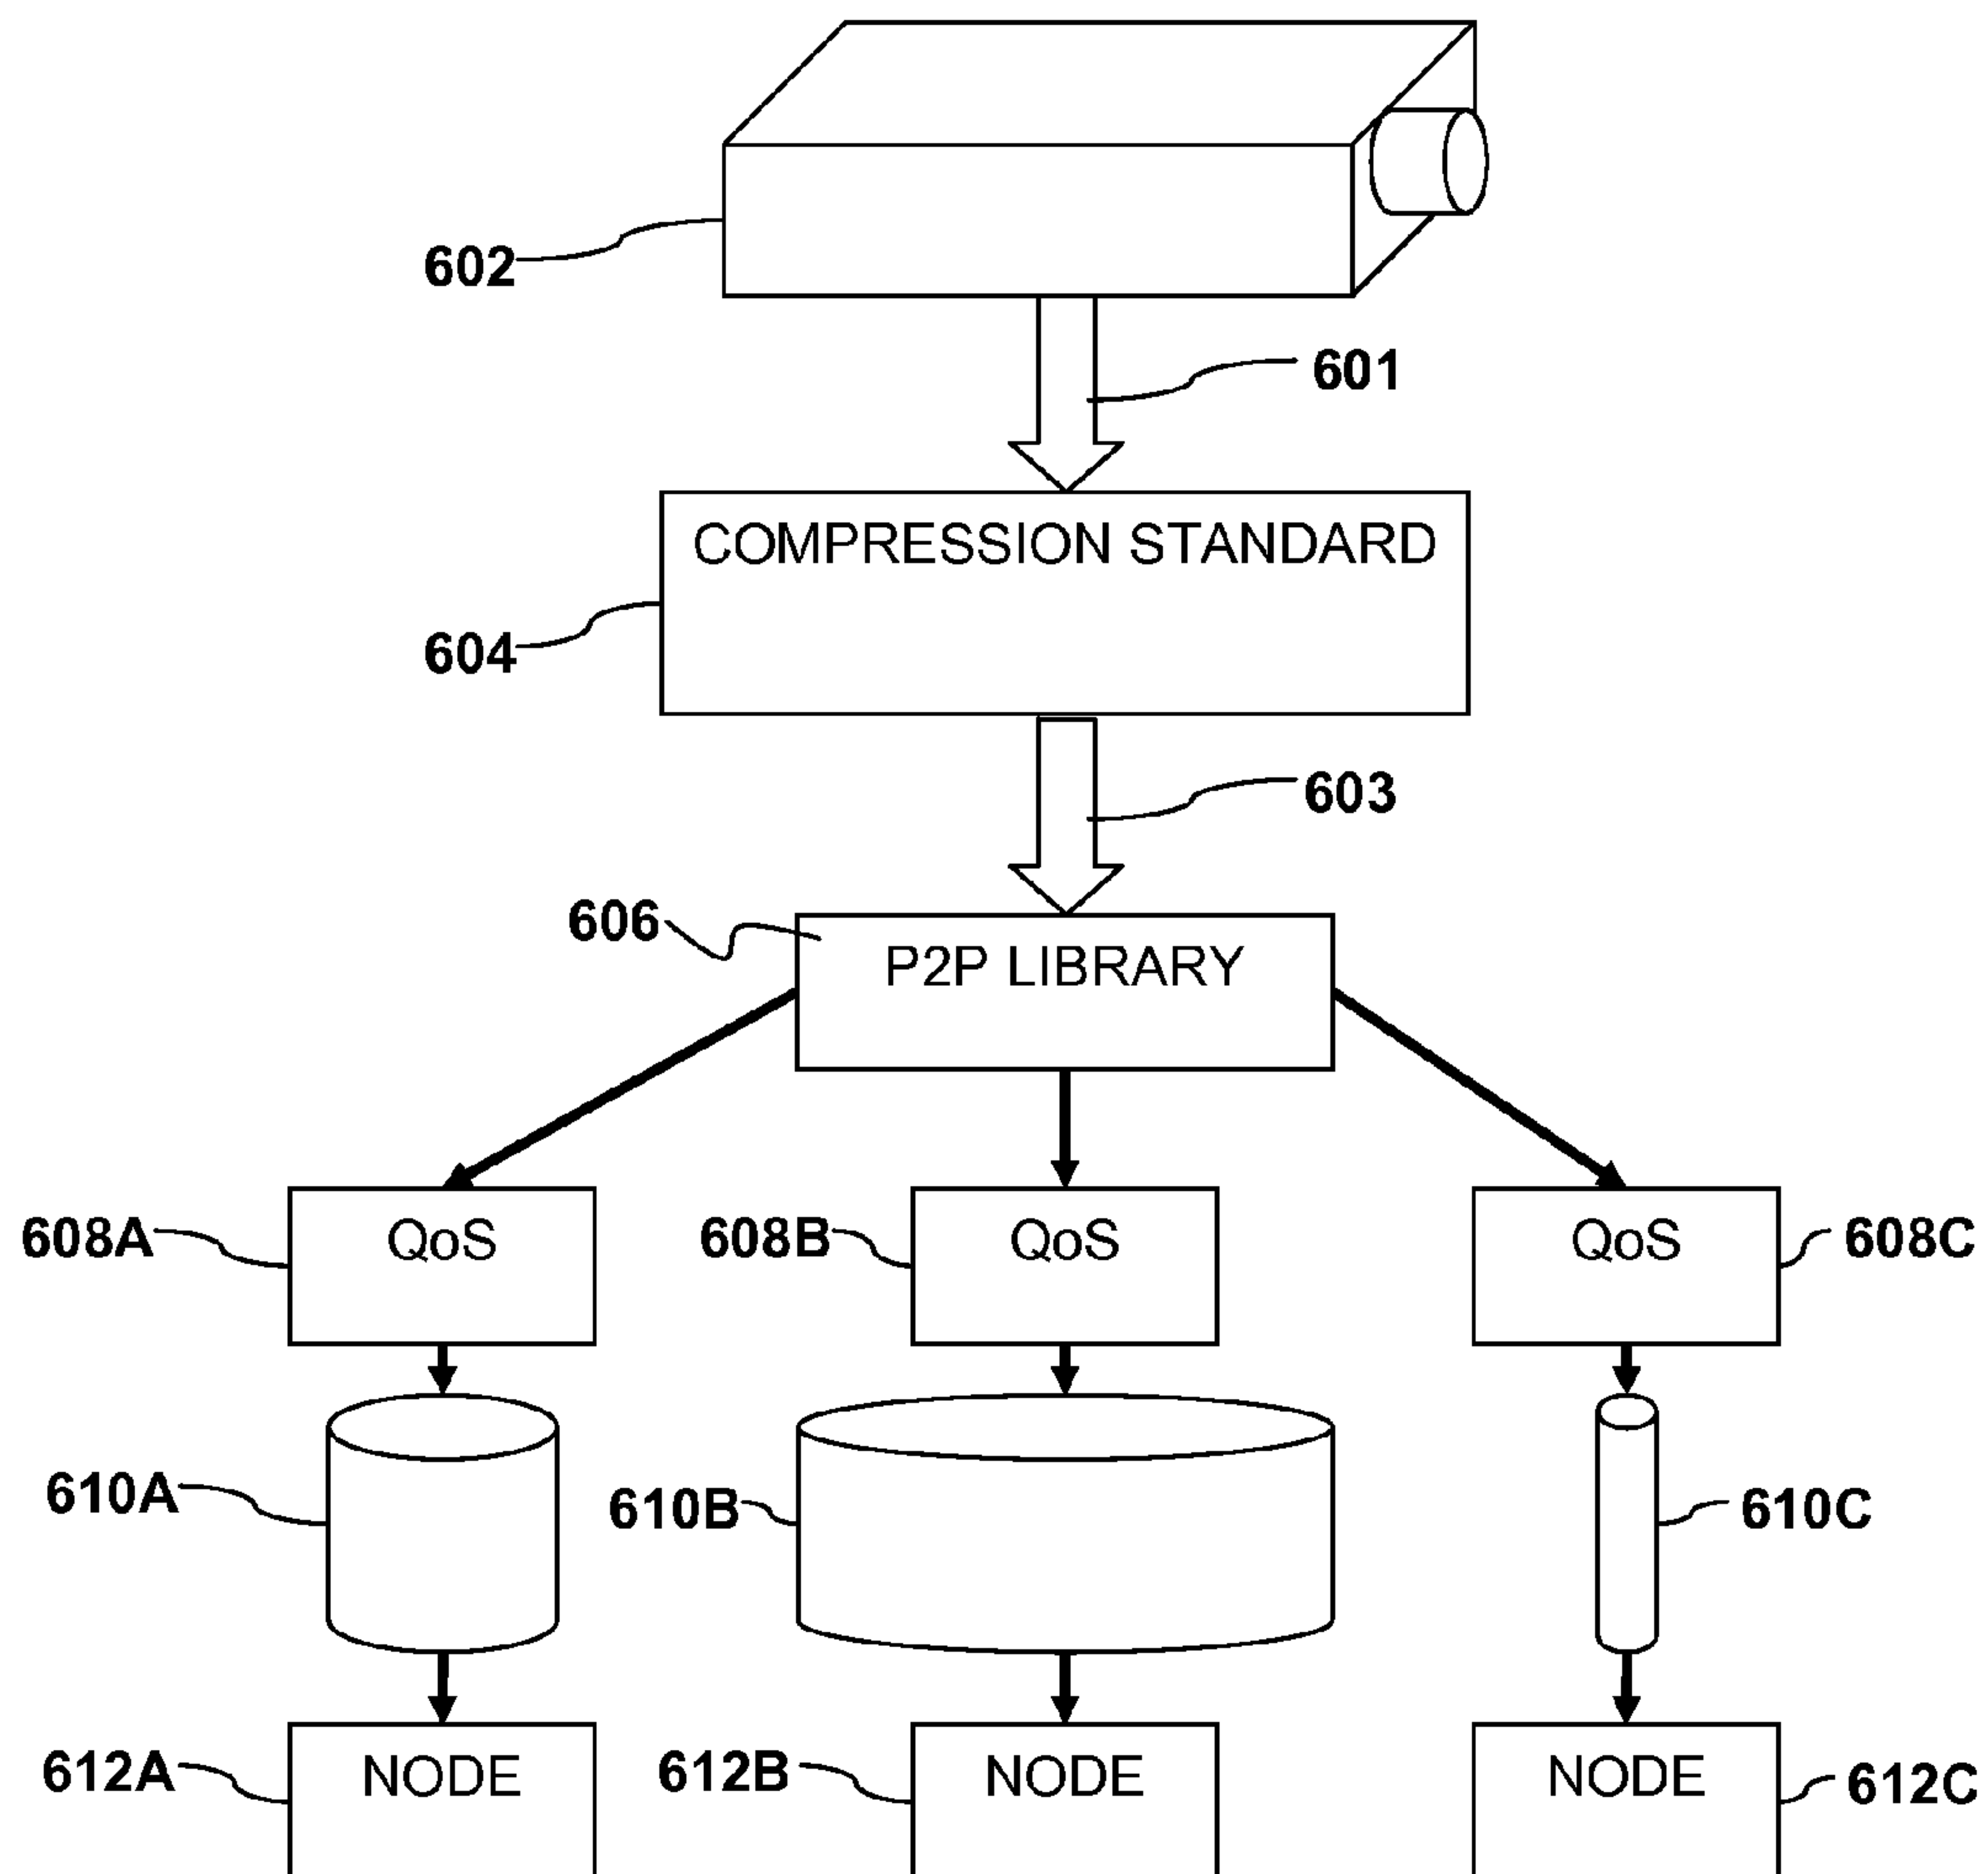 602
601
COMPRESSION STANDARD
604
603
606
P2P LIBRARY
608A
QoS
608B
QoS
QoS
608C
610A
610B
610C
612A
NODE
612B
NODE
NODE
612C